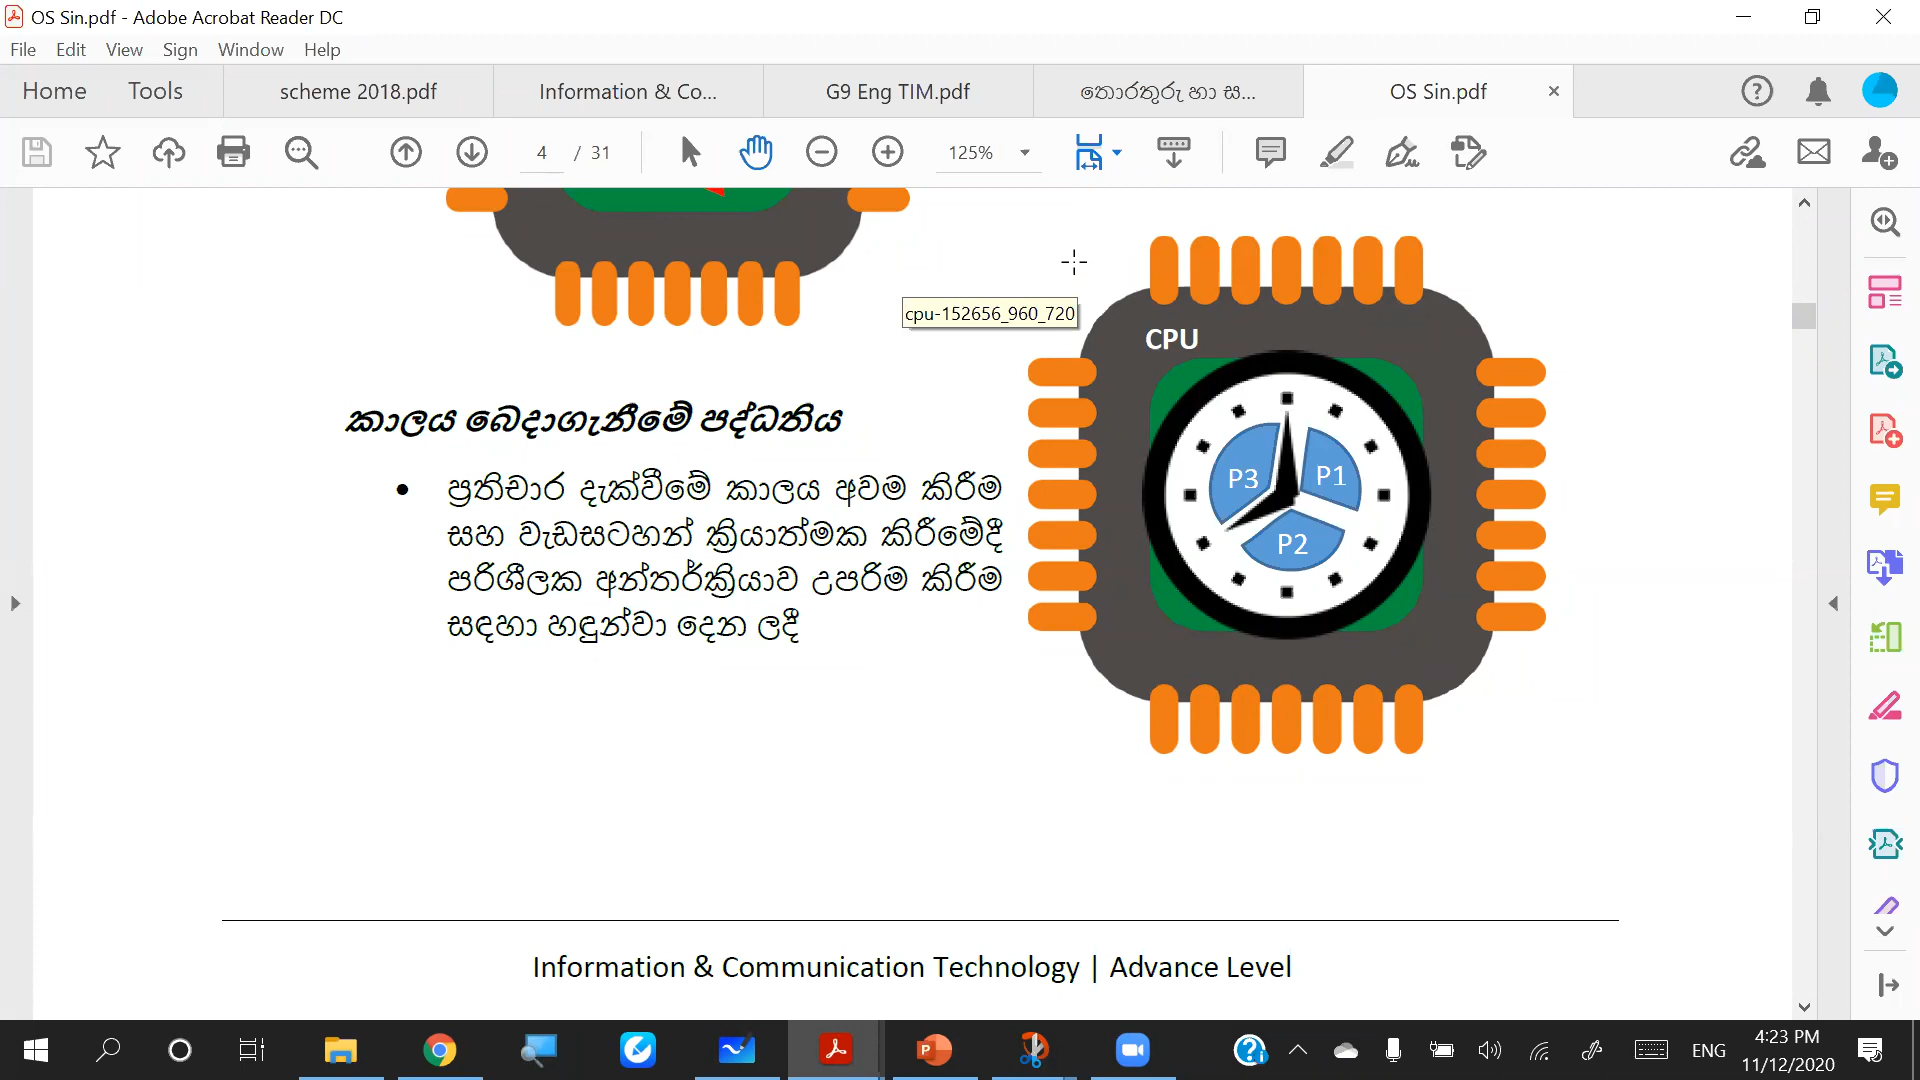 OS Sin.pdf - Adobe Acrobat Reader DC
File Edit View Sign Window Help
Home Tools scheme 2018.pdf Information & Co... G9 Eng TIM.pdf තොරතුරු හා ස... OS Sin.pdf
4 / 31 125%
cpu-152656_960_720
CPU
P3 P1
P2
කාලය බෙදාගැනීමේ පද්ධතිය
• ප්‍රතිචාර දැක්වීමේ කාලය අවම කිරීම
සහ වැඩසටහන් ක්‍රියාත්මක කිරීමේදී
පරිශීලක අන්තර්ක්‍රියාව උපරිම කිරීම
සඳහා හඳුන්වා දෙන ලදී
Information & Communication Technology | Advance Level
ENG
4:23 PM
11/12/2020